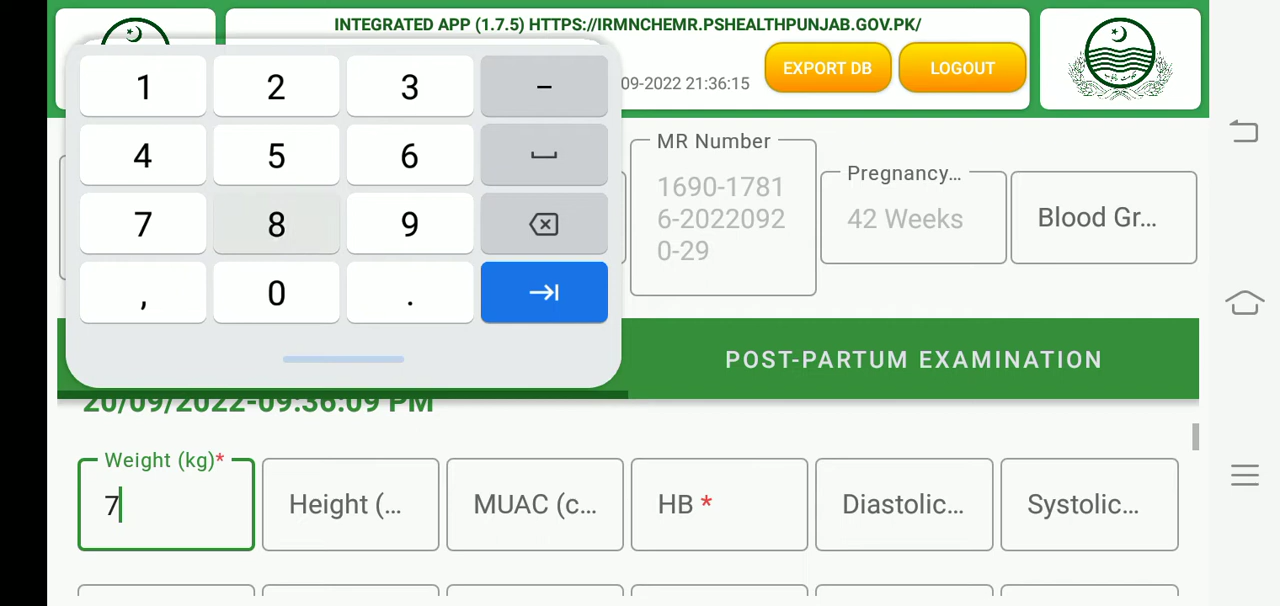 INTEGRATED APP (1.7.5) HTTPS://IRMNCHEMR.PSHEALTHPUNJAB.GOV.PK/
09-2022 21:36:15
EXPORT DB
LOGOUT
1 2 3 –
4 5 6
7 8 9
, 0 .
MR Number
1690-1781
6-2022092
0-29
Pregnancy...
42 Weeks
Blood Gr...
POST-PARTUM EXAMINATION
20/09/2022-09:36:09 PM
Weight (kg)*
7
Height (...
MUAC (c...
HB *
Diastolic...
Systolic...